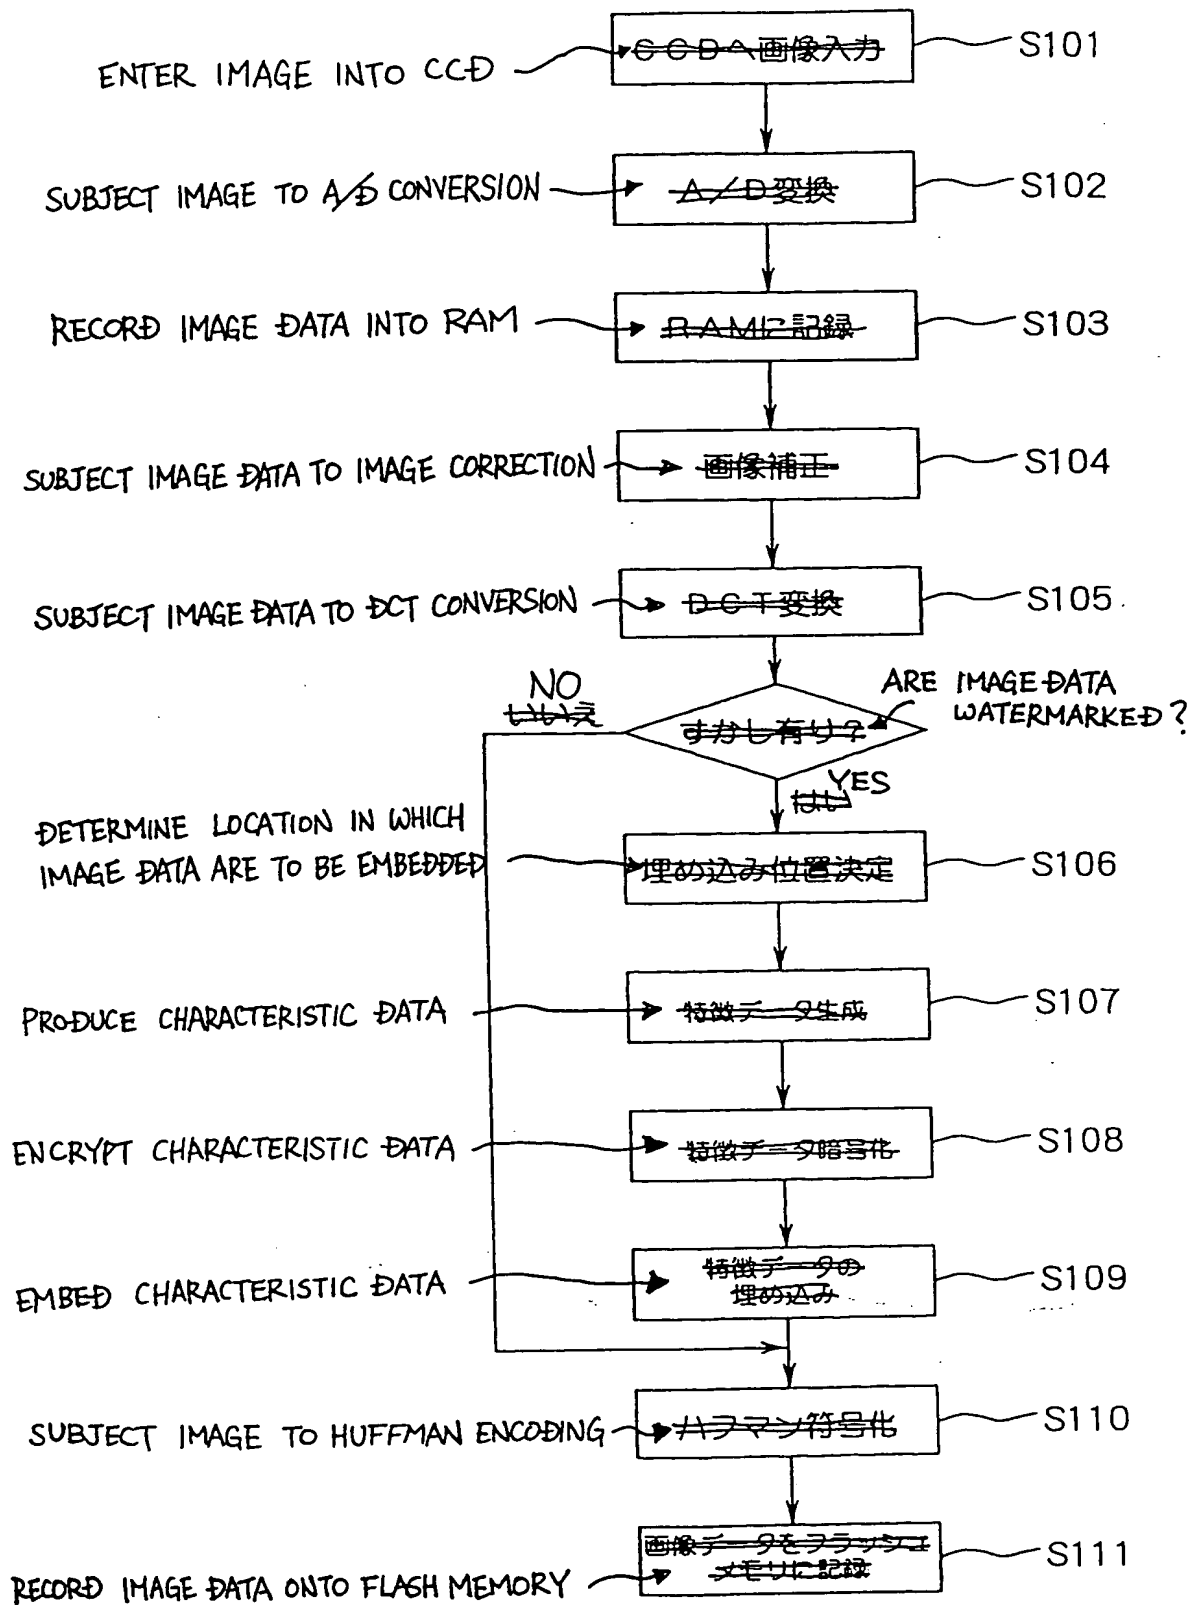 ENTER IMAGE INTO CCD
CCDへ画像入力
S101
SUBJECT IMAGE TO A/D CONVERSION
A/D変換
S102
RECORD IMAGE DATA INTO RAM
RAMに記録
S103
SUBJECT IMAGE DATA TO IMAGE CORRECTION
画像補正
S104
SUBJECT IMAGE DATA TO DCT CONVERSION
DCT変換
S105
NO
いいえ
すかし有り?
ARE IMAGE DATA
WATERMARKED?
YES
はい
DETERMINE LOCATION IN WHICH
IMAGE DATA ARE TO BE EMBEDDED
埋め込み位置決定
S106
PRODUCE CHARACTERISTIC DATA
特徴データ生成
S107
ENCRYPT CHARACTERISTIC DATA
特徴データ暗号化
S108
EMBED CHARACTERISTIC DATA
特徴データの
埋め込み
S109
SUBJECT IMAGE TO HUFFMAN ENCODING
ハフマン符号化
S110
画像データをフラッシュ
メモリに記録
S111
RECORD IMAGE DATA ONTO FLASH MEMORY